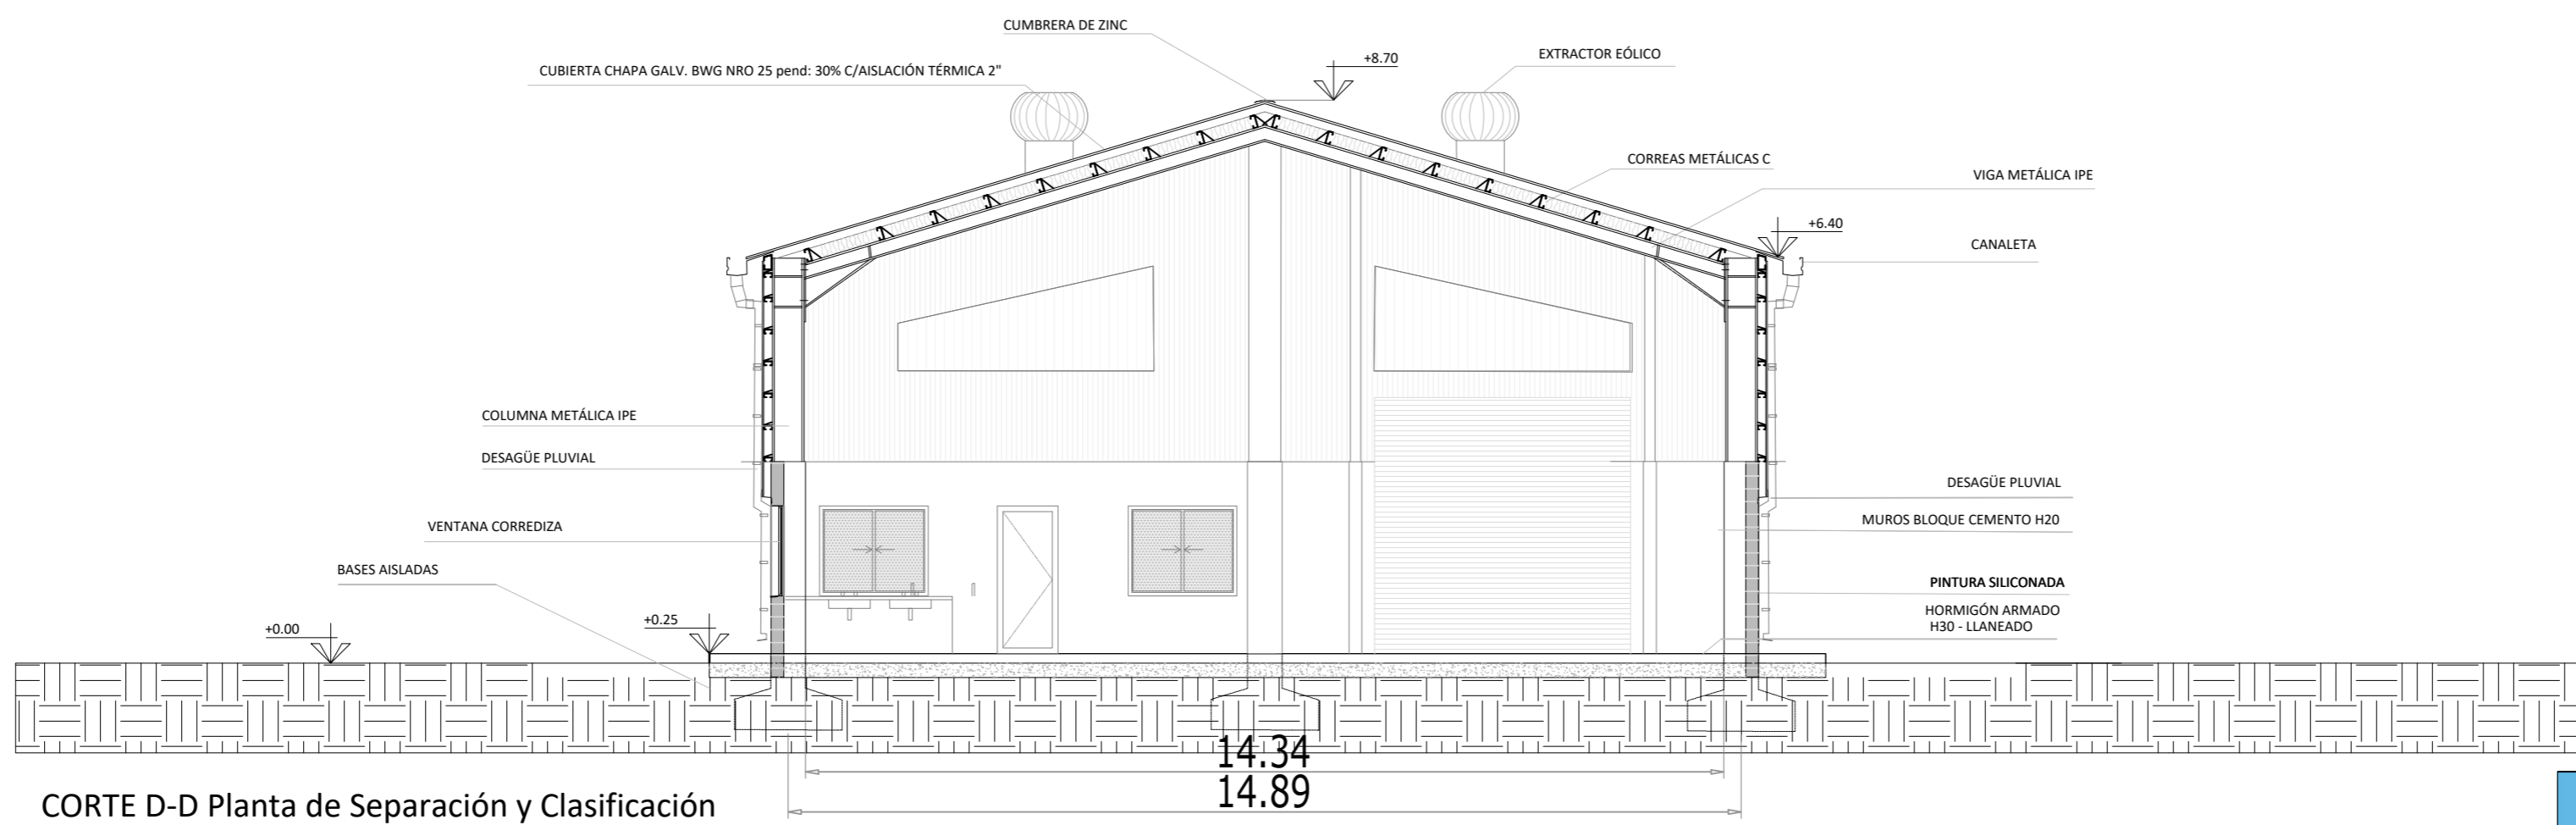 CUMBRERA DE ZINC
EXTRACTOR EÓLICO
+8.70
CUBIERTA CHAPA GALV. BWG NRO 25 pend: 30% C/AISLACIÓN TÉRMICA 2"
CORREAS METÁLICAS C
VIGA METÁLICA IPE
+6.40
CANALETA
COLUMNA METÁLICA IPE
DESAGÜE PLUVIAL
DESAGÜE PLUVIAL
MUROS BLOQUE CEMENTO H20
VENTANA CORREDIZA
BASES AISLADAS
PINTURA SILICONADA
HORMIGÓN ARMADO
H30 - LLANEADO
+0.25
+0.00
14.34
14.89
CORTE D-D Planta de Separación y Clasificación